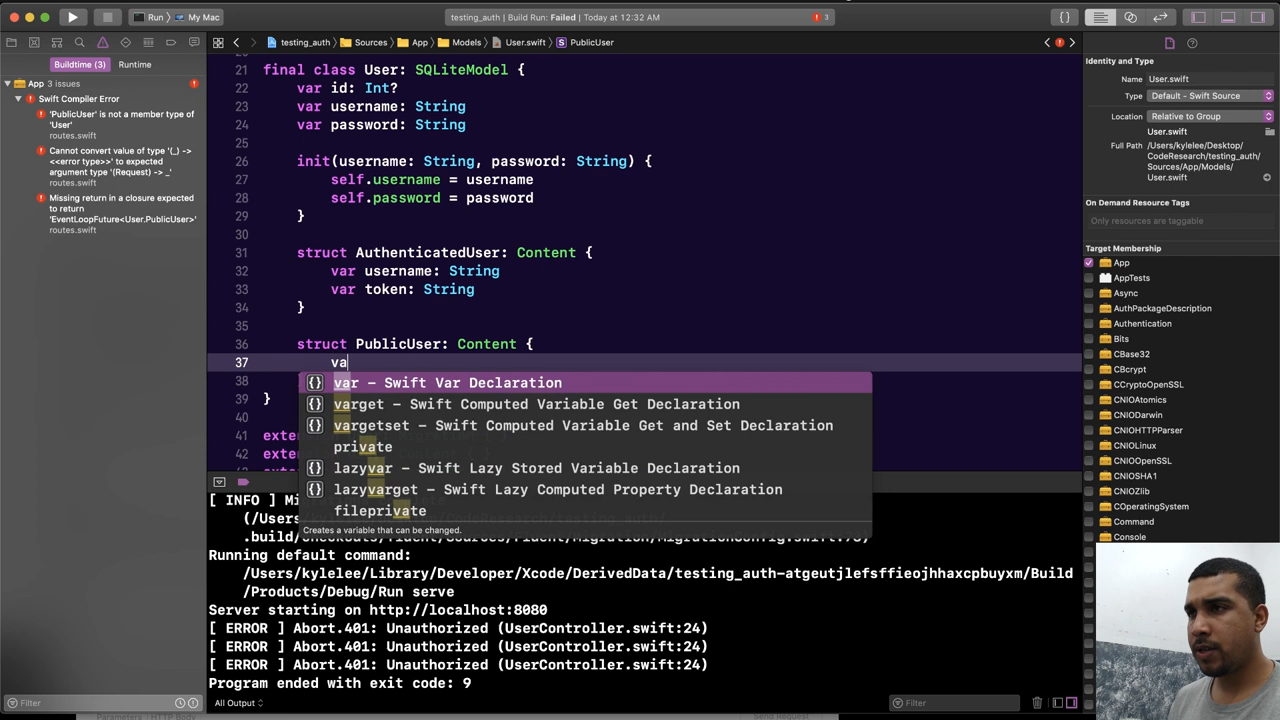 Run
My Mac
testing_auth | Build Run: Failed | Today at 12:32 AM
3
testing_auth
Sources
App
Models
User.swift
PublicUser
Buildtime (3)
Runtime
App 3 issues
Swift Compiler Error
'PublicUser' is not a member type of
'User'
routes.swift
Cannot convert value of type '(_) ->
<<error type>>' to expected
argument type '(Request) -> _'
routes.swift
Missing return in a closure expected
to return
'EventLoopFuture<User.PublicUser>'
routes.swift
21 final class User: SQLiteModel {
22 var id: Int?
23 var username: String
24 var password: String
25
26 init(username: String, password: String) {
27 self.username = username
28 self.password = password
29 }
30
31 struct AuthenticatedUser: Content {
32 var username: String
33 var token: String
34 }
35
36 struct PublicUser: Content {
37 va
38
39 }
40
41
42
{} var – Swift Var Declaration
{} varget – Swift Computed Variable Get Declaration
{} vargetset – Swift Computed Variable Get and Set Declaration
private
{} lazyvar – Swift Lazy Stored Variable Declaration
{} lazyvarget – Swift Lazy Computed Property Declaration
fileprivate
Creates a variable that can be changed.
[ INFO ]
Running default command:
/Users/kylelee/Library/Developer/Xcode/DerivedData/testing_auth-atgeutjlefsffieojhhaxcpbuyxm/Build
/Products/Debug/Run serve
Server starting on http://localhost:8080
[ ERROR ] Abort.401: Unauthorized (UserController.swift:24)
[ ERROR ] Abort.401: Unauthorized (UserController.swift:24)
[ ERROR ] Abort.401: Unauthorized (UserController.swift:24)
Program ended with exit code: 9
Filter
All Output
Filter
Identity and Type
Name User.swift
Type Default - Swift Source
Location Relative to Group
User.swift
Full Path /Users/kylelee/Desktop/
CodeResearch/testing_auth/
Sources/App/Models/
User.swift
On Demand Resource Tags
Only resources are taggable
Target Membership
App
AppTests
Async
AuthPackageDescription
Authentication
Bits
CBase32
CBcrypt
CCryptoOpenSSL
CNIOAtomics
CNIODarwin
CNIOHTTPParser
CNIOLinux
CNIOOpenSSL
CNIOSHA1
CNIOZlib
COperatingSystem
Command
Console